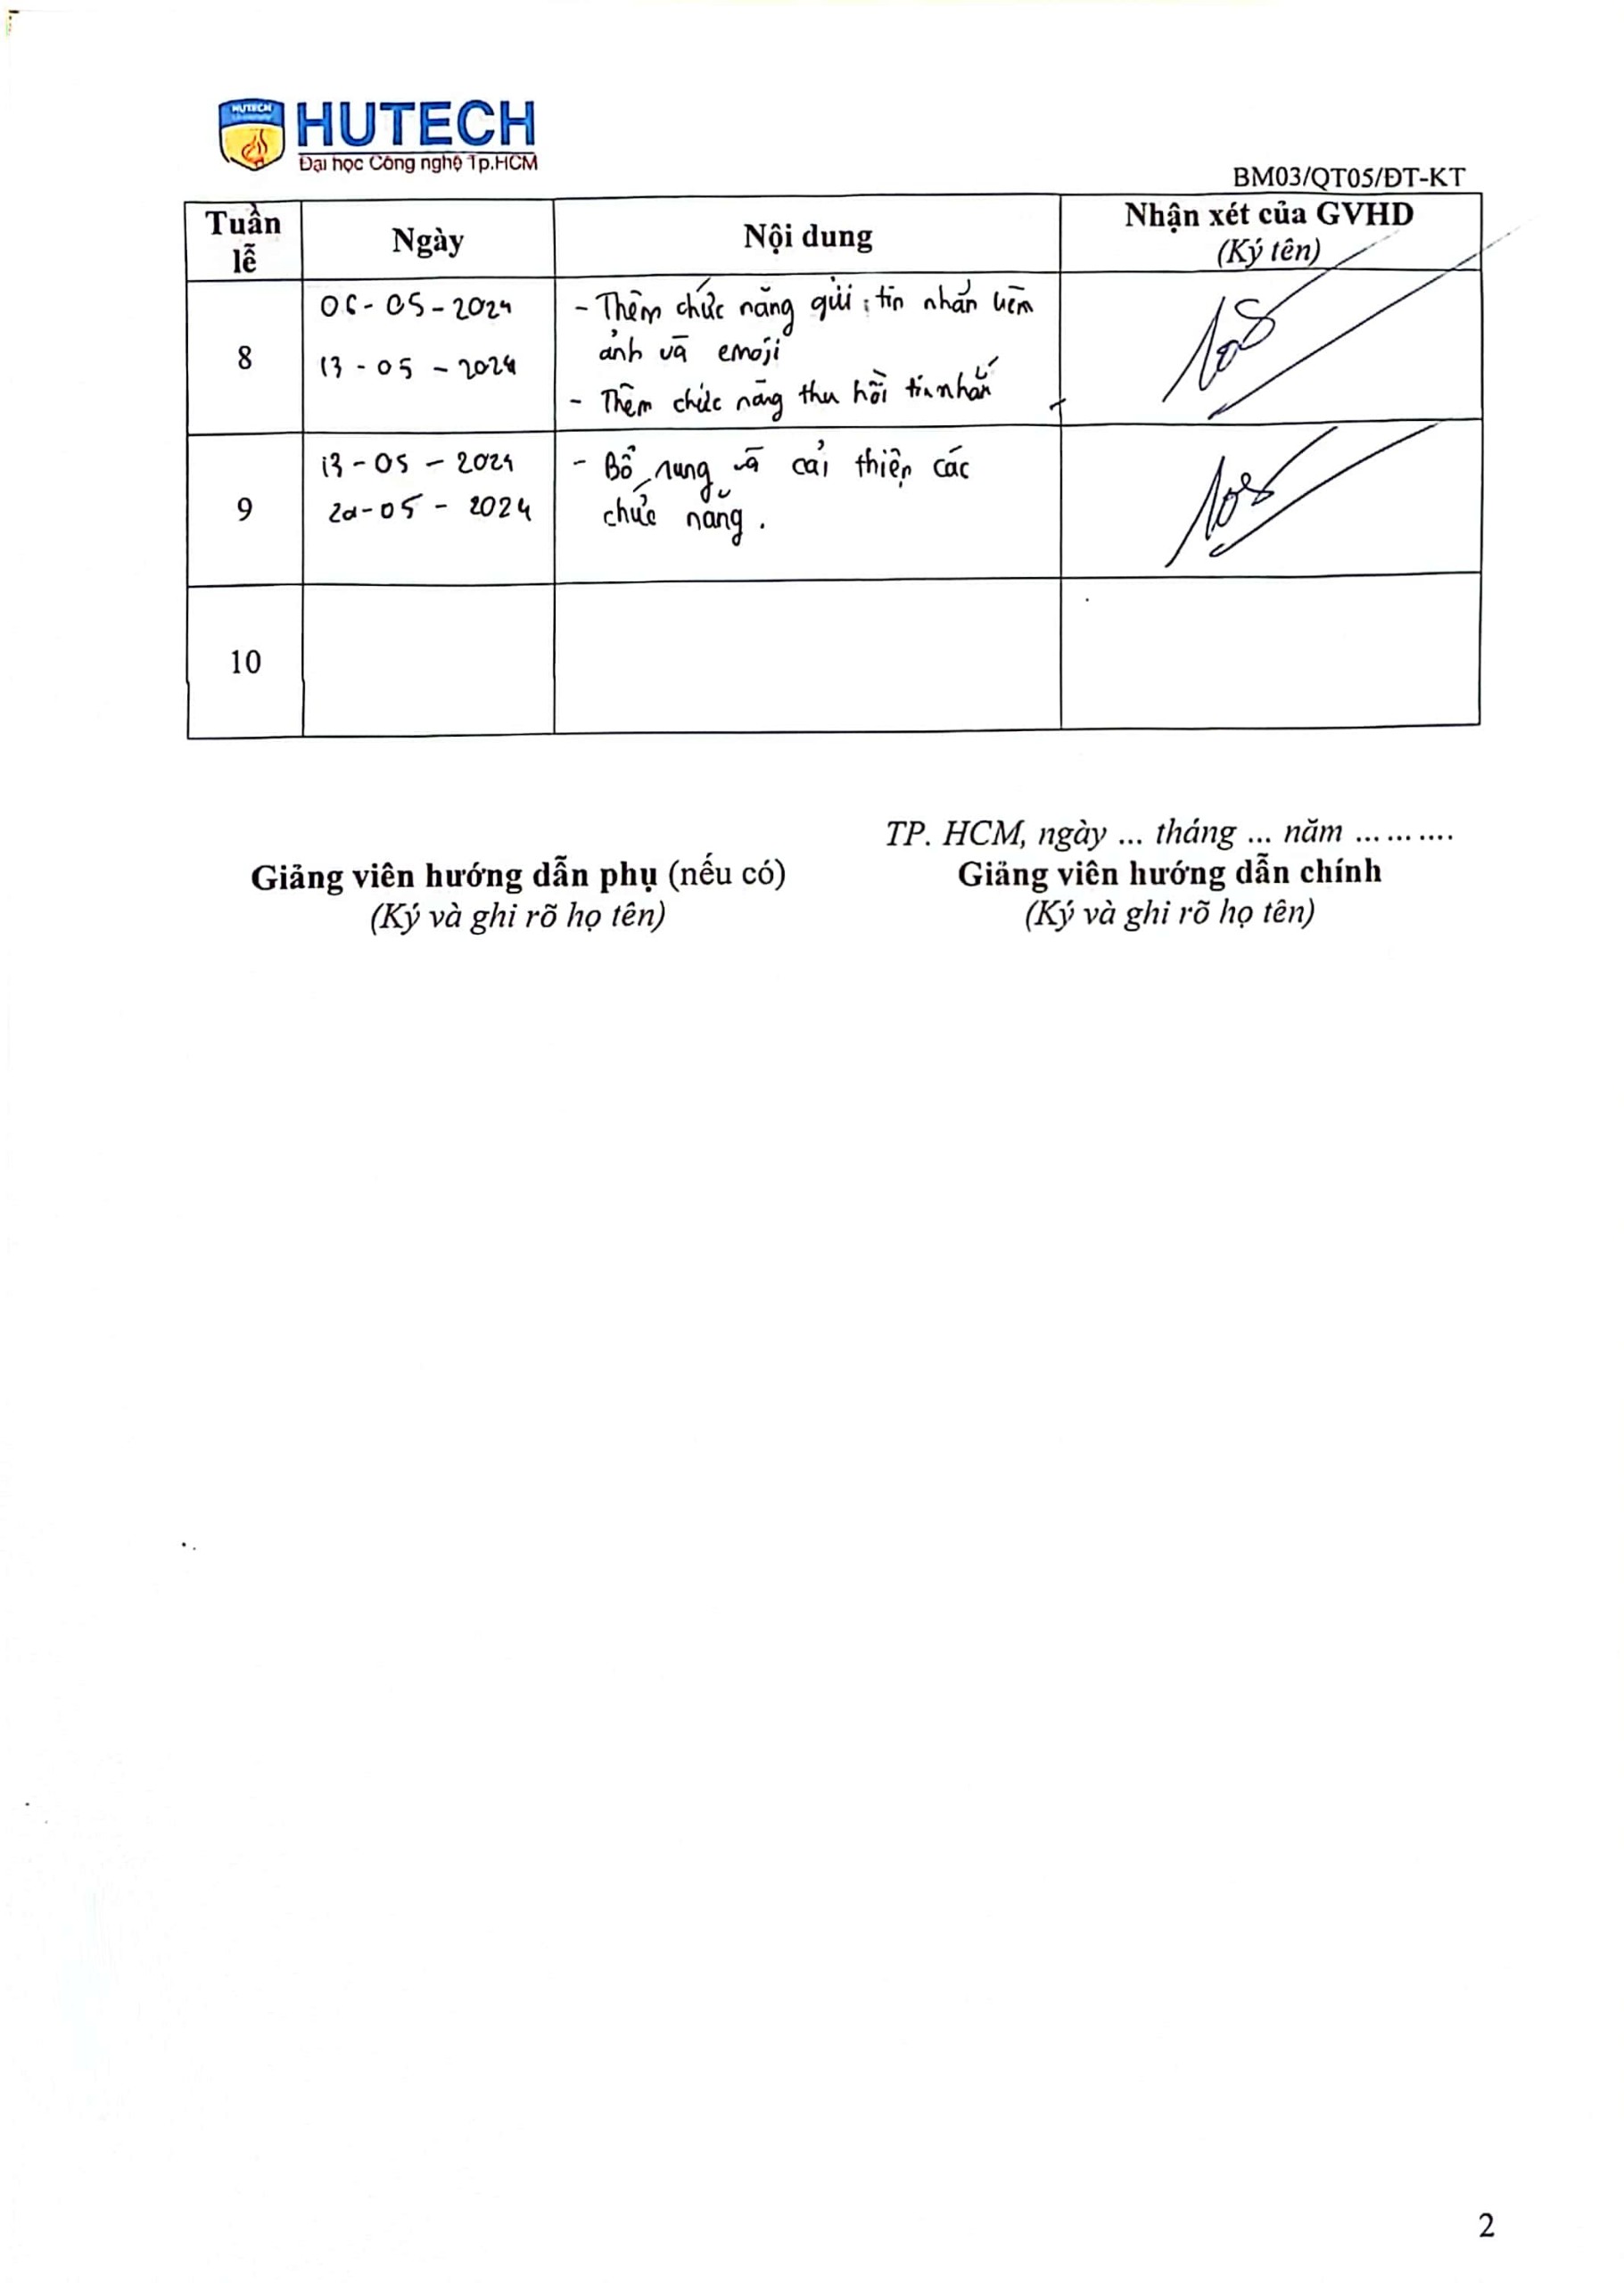 HUTECH
HUTECH
Đại học Công nghệ Tp.HCM
BM03/QT05/ĐT-KT
Tuần lễ
Ngày
Nội dung
Nhận xét của GVHD
(Ký tên)
8
06-05-2024
13-05-2024
- Thêm chức năng gửi tin nhắn kèm
ảnh và emoji
- Thêm chức năng thu hồi tin nhắn
9
13-05-2024
20-05-2024
- Bổ sung và cải thiện các
chức năng.
10
TP. HCM, ngày ... tháng ... năm ..........
Giảng viên hướng dẫn phụ (nếu có)
Giảng viên hướng dẫn chính
(Ký và ghi rõ họ tên)
(Ký và ghi rõ họ tên)
2